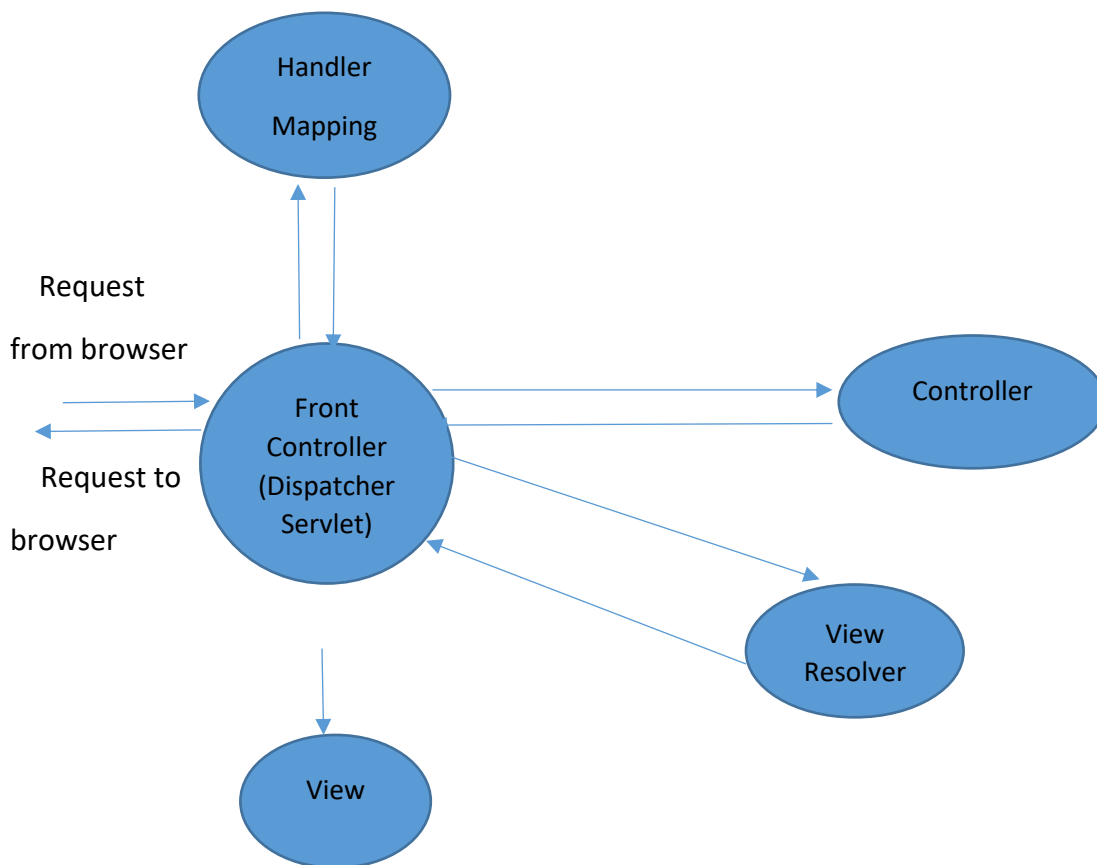 Handler
Mapping
Request
from browser
Controller
Front
Controller
(Dispatcher
Servlet)
Request to
browser
View
Resolver
View